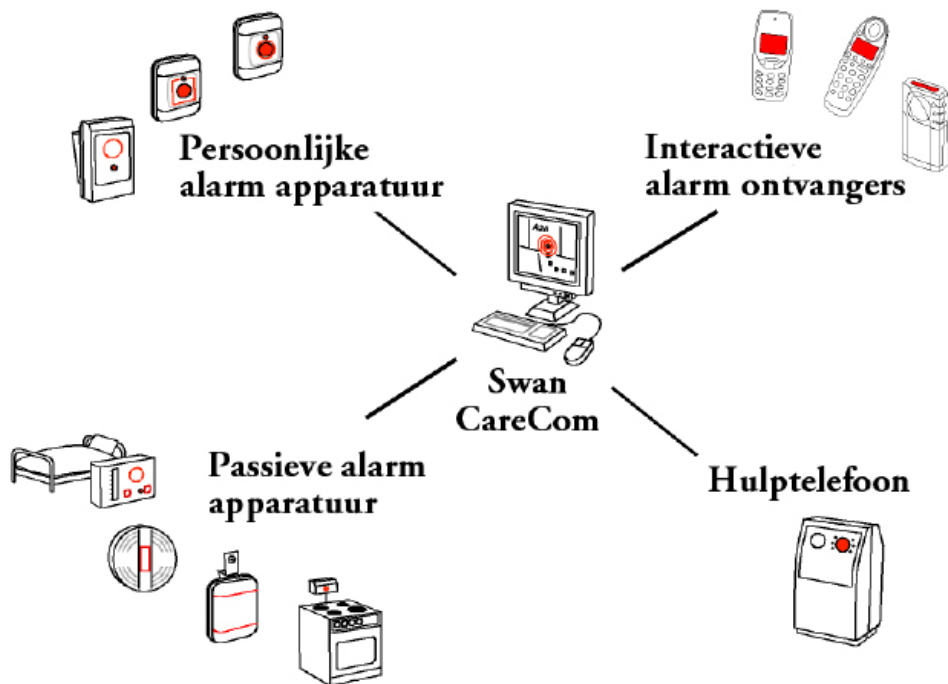 Persoonlijke
alarm apparatuur
Interactieve
alarm ontvangers
Swan
CareCom
Passieve alarm
apparatuur
Hulptelefoon